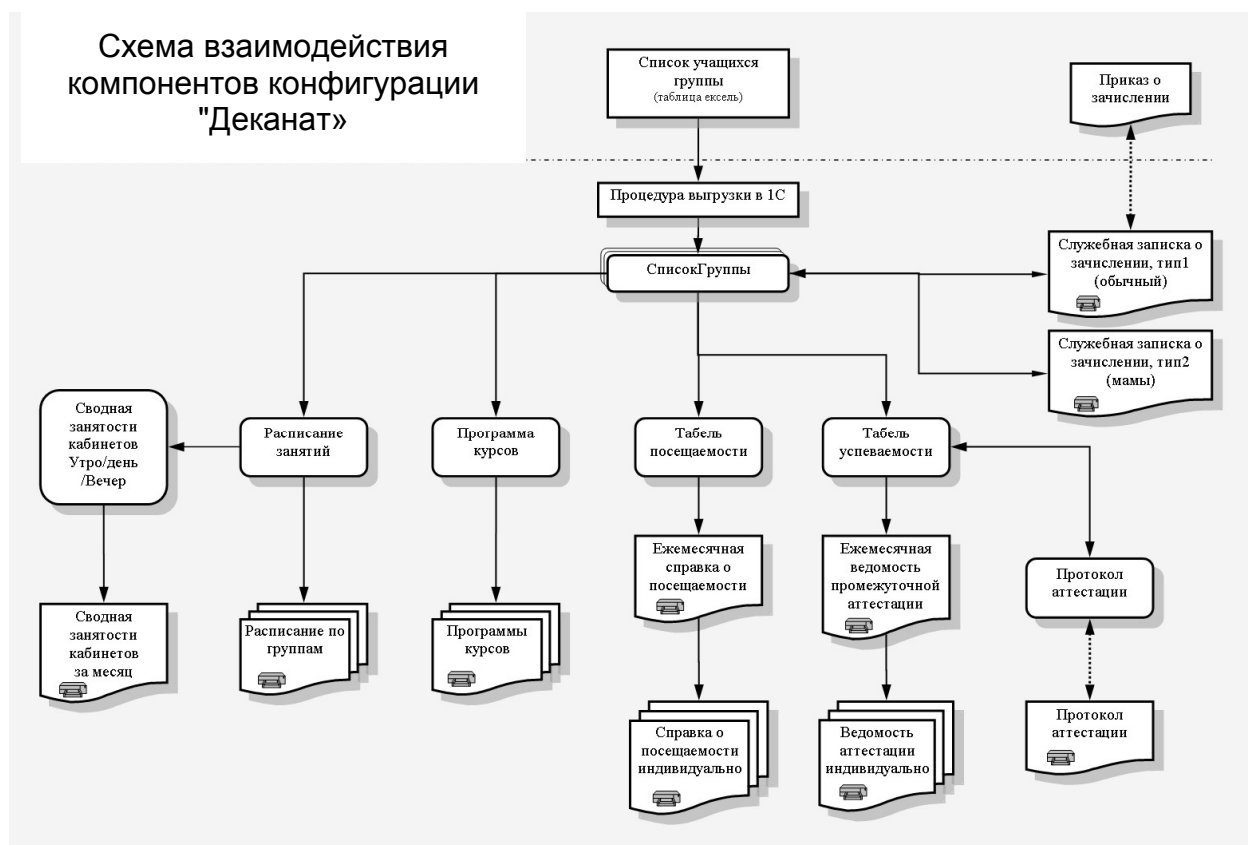 Схема взаимодействия
компонентов конфигурации
"Деканат»
Список учащихся
группы
(таблица ексель)
Приказ о
зачислении
Процедура выгрузки в 1С
СписокГруппы
Служебная записка о
зачислении, тип1
(обычный)
Служебная записка о
зачислении, тип2
(мамы)
Сводная
занятости
кабинетов
Утро/день
/Вечер
Расписание
занятий
Программа
курсов
Табель
посещаемости
Табель
успеваемости
Ежемесячная
справка о
посещаемости
Ежемесячная
ведомость
промежуточной
аттестации
Протокол
аттестации
Сводная
занятости
кабинетов
за месяц
Расписание по
группам
Программы
курсов
Справка о
посещаемости
индивидуально
Ведомость
аттестации
индивидуально
Протокол
аттестации